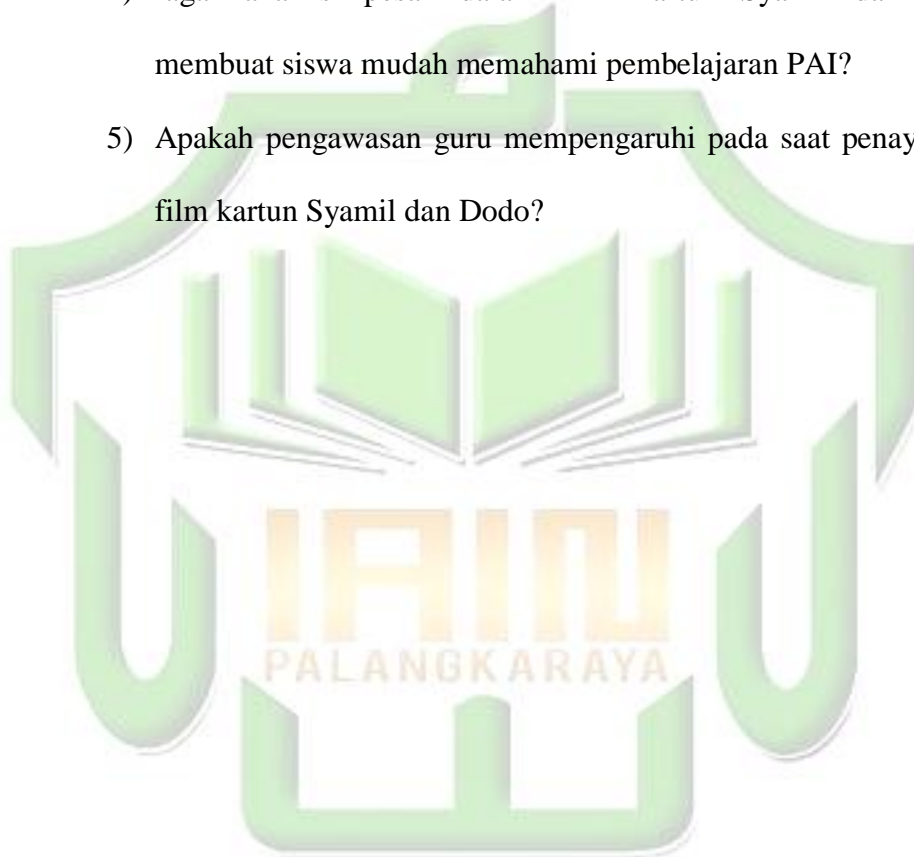 membuat siswa mudah memahami pembelajaran PAI?
5) Apakah pengawasan guru mempengaruhi pada saat
film kartun Syamil dan Dodo?
IAIN
PALANGKARAYA